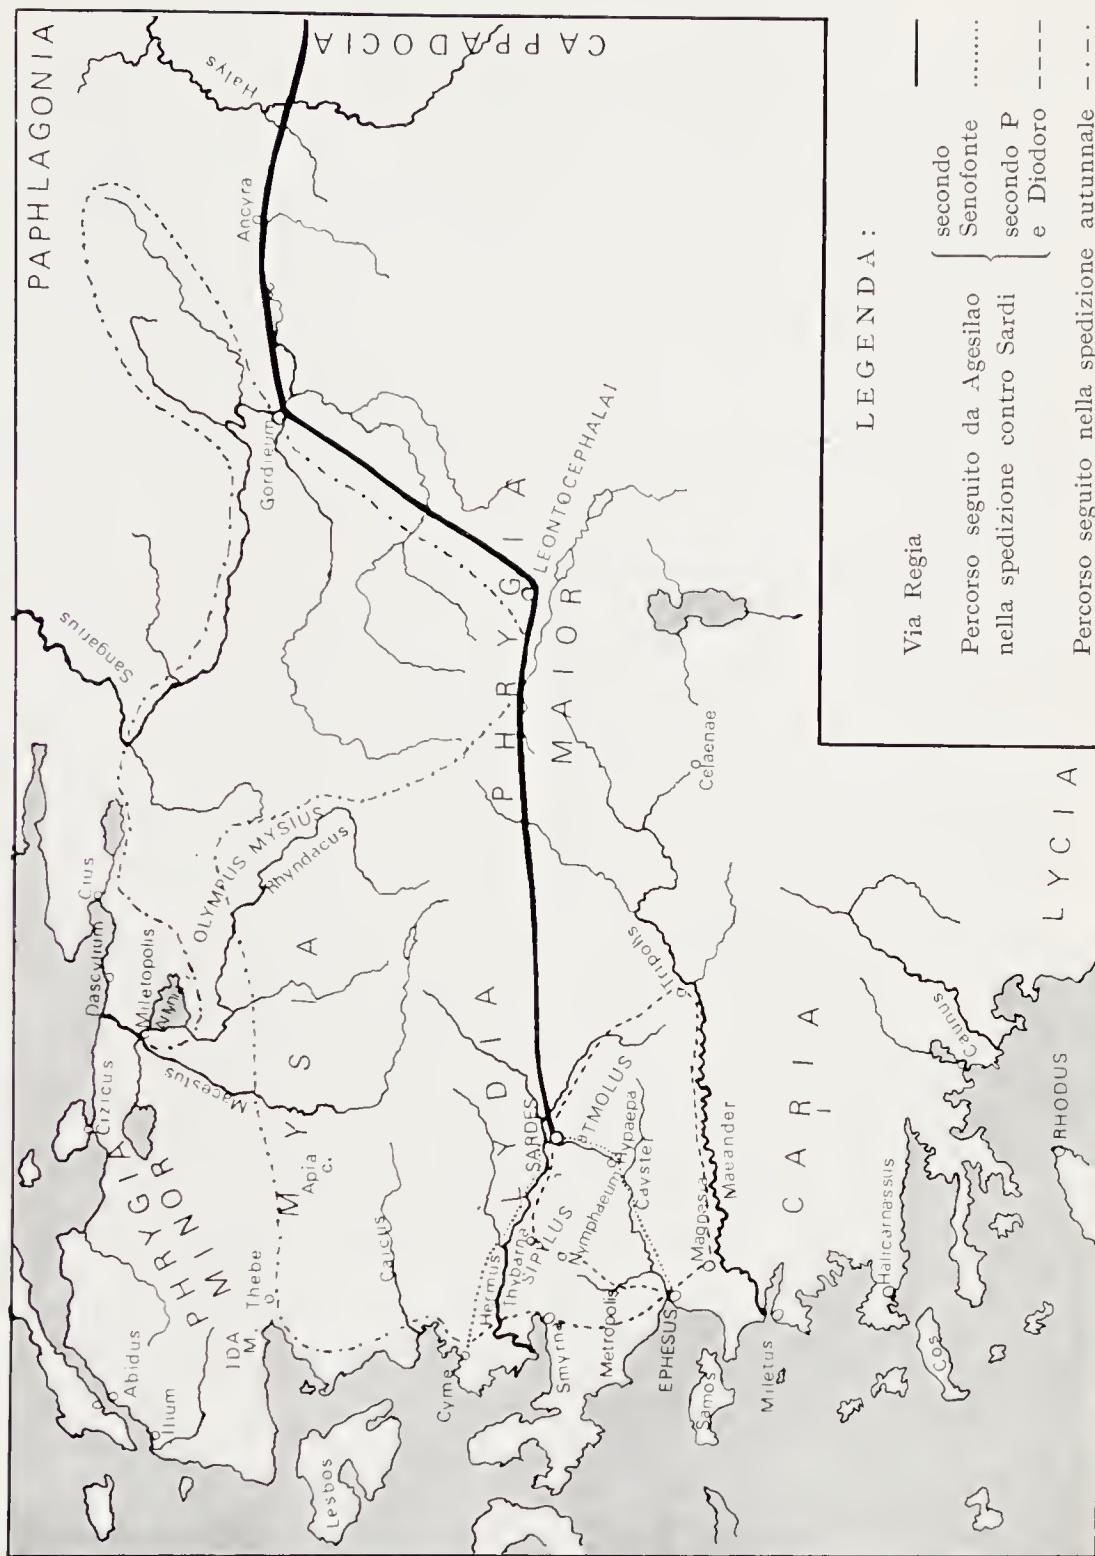 PAPHLAGONIA
CAPPADOCIA
Halys
Ancyra
Gordieum
Sangarius
LEONTOCEPHALAI
PHRYGIA
MAIOR
Celaenae
OLYMPUS MYSIUS
Rhyndacus
Cius
Dascylium
Miletopolis
Cizicus
Macestus
PHRYGIA
MINOR
MYSIA
Apia
c.
Thebe
IDA
M.
Abidus
Ilium
Lesbos
Caicus
LYDIA
SARDES
Hermus
Thybarna
SIPYLUS
TMOLUS
Hypaepa
Nymphaeum
Cayster
Cyme
Smyrna
Metropolis
EPHESUS
Magnesia
Maeander
Tripolis
Samos
Miletus
CARIA
Halicarnassus
Cos
Caunus
RHODUS
LYCIA
LEGENDA:
Via Regia
Percorso seguito da Agesilao
nella spedizione contro Sardi
secondo
Senofonte
secondo P
e Diodoro
Percorso seguito nella spedizione autunnale